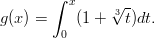 g(x) = ∫₀ˣ (1 + ∛t)dt.